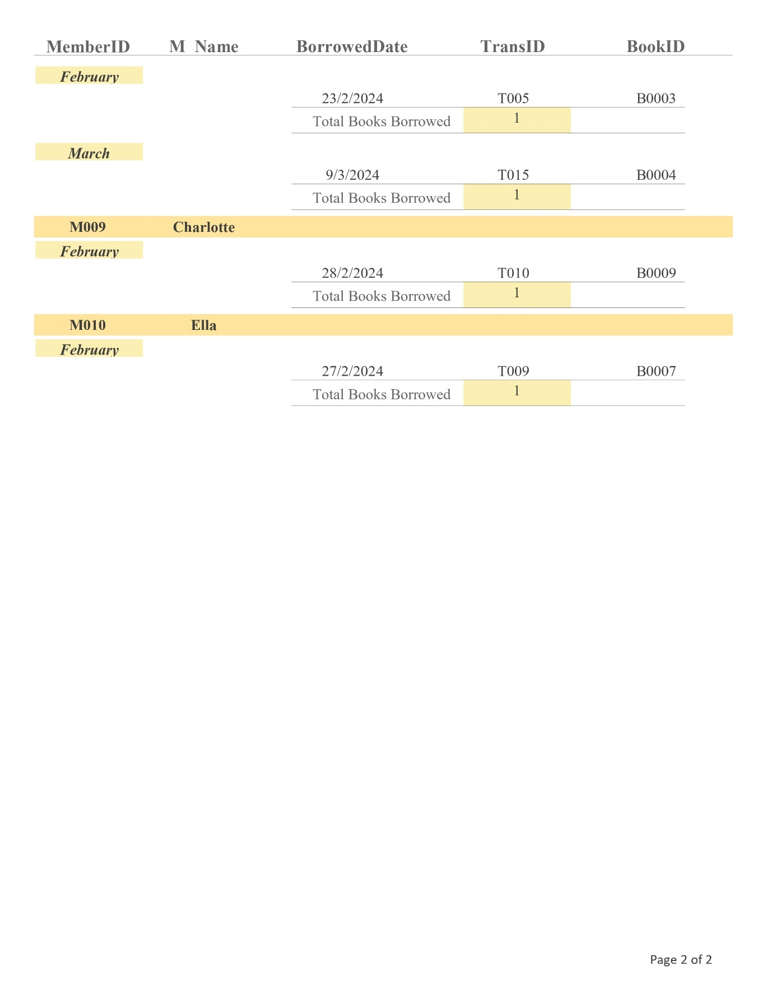 MemberID M Name BorrowedDate TransID BookID
February
23/2/2024 T005 B0003
Total Books Borrowed 1
March
9/3/2024 T015 B0004
Total Books Borrowed 1
M009 Charlotte
February
28/2/2024 T010 B0009
Total Books Borrowed 1
M010 Ella
February
27/2/2024 T009 B0007
Total Books Borrowed 1
Page 2 of 2